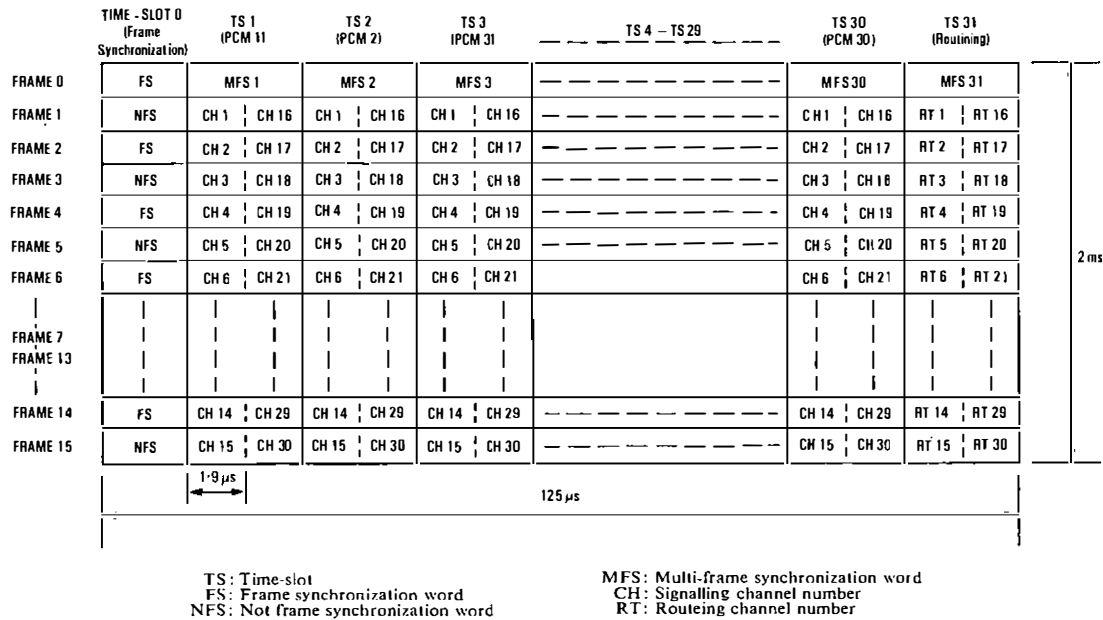 TIME - SLOT 0 (Frame Synchronization) TS 1 (PCM 1) TS 2 (PCM 2) TS 3 (PCM 31 TS 4 – TS 29 TS 30 (PCM 30) TS 31 (Routining)
FRAME 0 FS MFS 1 MFS 2 MFS 3 MFS 30 MFS 31
FRAME 1 NFS CH 1 CH 16 CH 1 CH 16 CH 1 CH 16 CH 1 CH 16 RT 1 RT 16
FRAME 2 FS CH 2 CH 17 CH 2 CH 17 CH 2 CH 17 CH 2 CH 17 RT 2 RT 17
FRAME 3 NFS CH 3 CH 18 CH 3 CH 18 CH 3 CH 18 CH 3 CH 18 RT 3 RT 18
FRAME 4 FS CH 4 CH 19 CH 4 CH 19 CH 4 CH 19 CH 4 CH 19 RT 4 RT 19
FRAME 5 NFS CH 5 CH 20 CH 5 CH 20 CH 5 CH 20 CH 5 CH 20 RT 5 RT 20
FRAME 6 FS CH 6 CH 21 CH 6 CH 21 CH 6 CH 21 CH 6 CH 21 RT 6 RT 21
2 ms
FRAME 7
FRAME 13
FRAME 14 FS CH 14 CH 29 CH 14 CH 29 CH 14 CH 29 CH 14 CH 29 RT 14 RT 29
FRAME 15 NFS CH 15 CH 30 CH 15 CH 30 CH 15 CH 30 CH 15 CH 30 RT 15 RT 30
1·9 μs
125 μs
TS: Time-slot
FS: Frame synchronization word
NFS: Not frame synchronization word
MFS: Multi-frame synchronization word
CH: Signalling channel number
RT: Routeing channel number